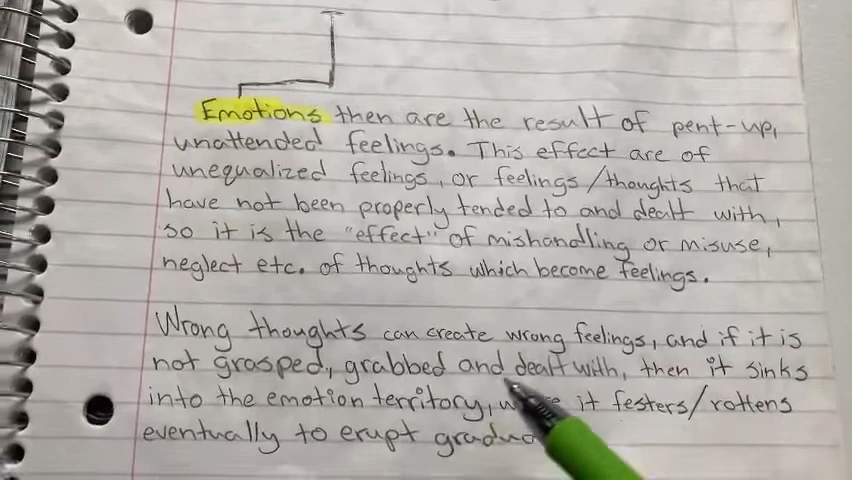 Emotions then are the result of pent-up,
unattended feelings. This effect are of
unequalized feelings, or feelings/thoughts that
have not been properly tended to and dealt with,
so it is the "effect" of mishandling or misuse,
neglect etc. of thoughts which become feelings.
Wrong thoughts can create wrong feelings, and if it is
not grasped, grabbed and dealt with, then it sinks
into the emotion territory, it festers/rottens
eventually to erupt